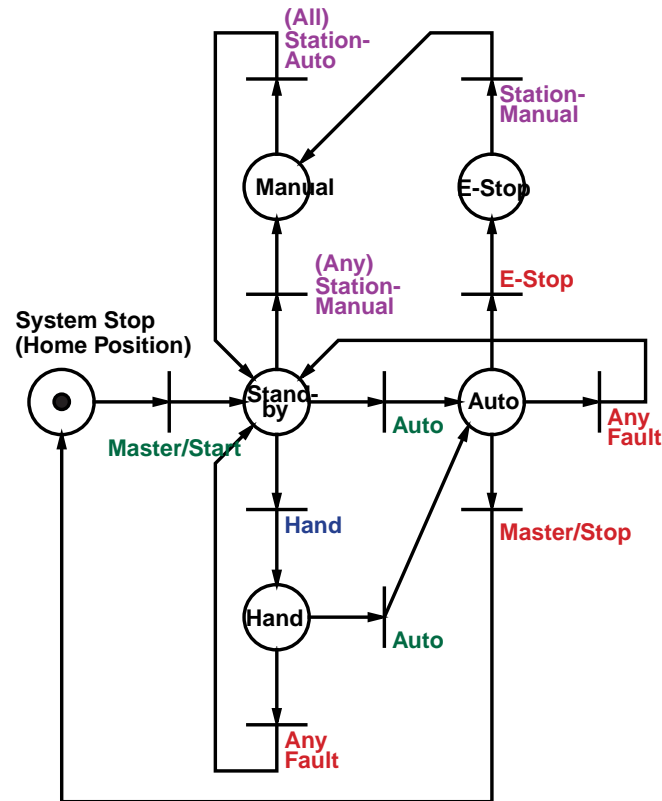 (All)
Station-
Auto
Station-
Manual
Manual
E-Stop
(Any)
Station-
Manual
E-Stop
System Stop
(Home Position)
Stand-
by
Auto
Auto
Any
Fault
Master/Start
Hand
Master/Stop
Hand
Auto
Any
Fault